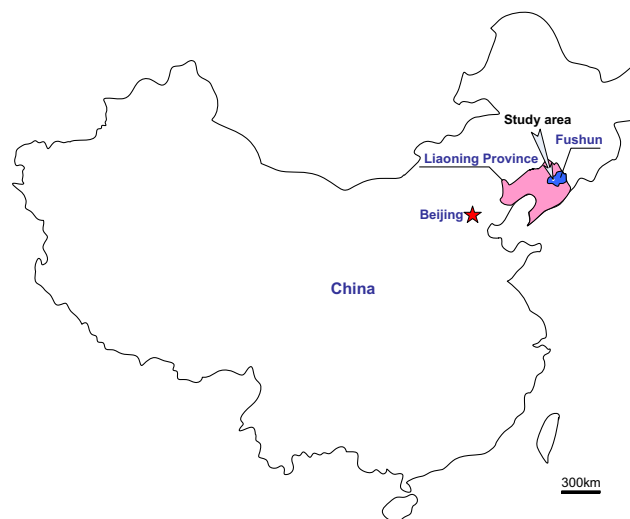 Study area
Fushun
Liaoning Province
Beijing
China
300km